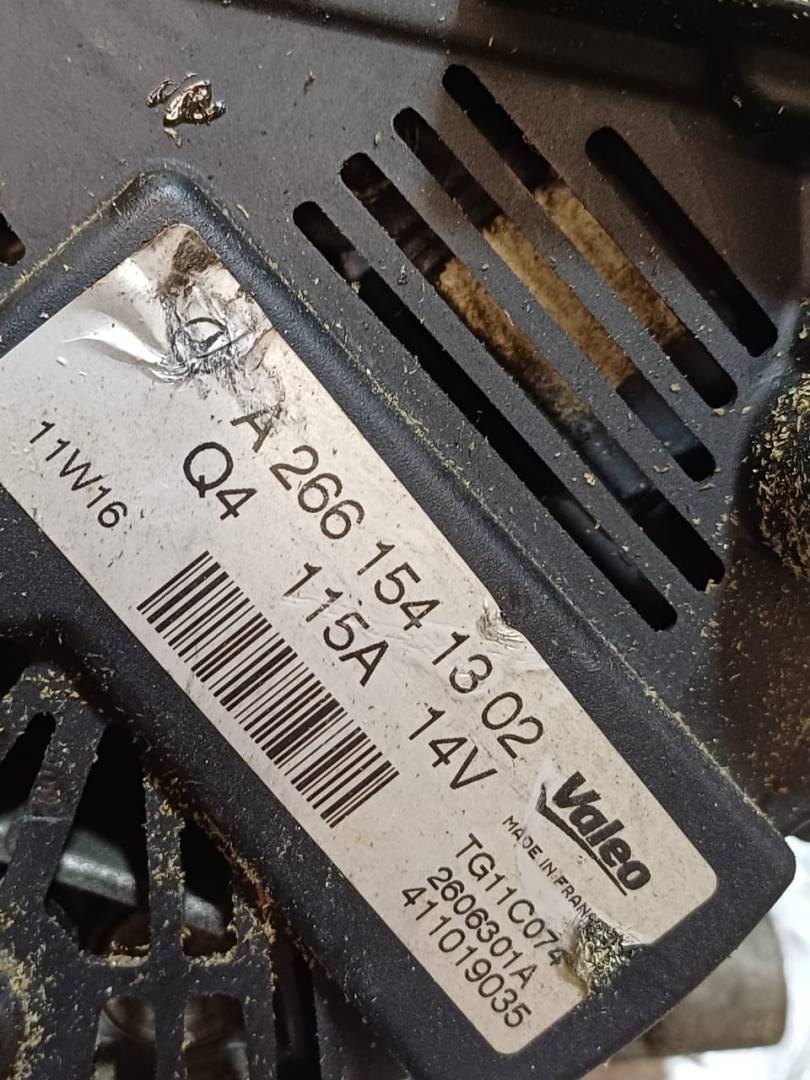 A 266 154 13 02
Q4 115A 14V
11W16
Valeo
MADE IN FRANCE
TG11C074
2606301A
411019035